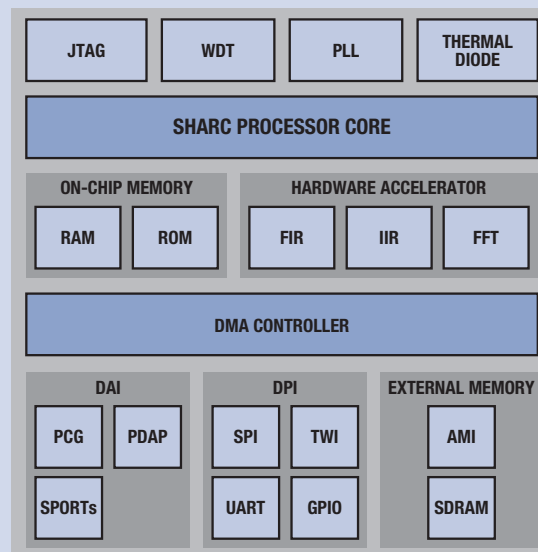 JTAG
WDT
PLL
THERMAL
DIODE
SHARC PROCESSOR CORE
ON-CHIP MEMORY
HARDWARE ACCELERATOR
RAM
ROM
FIR
IIR
FFT
DMA CONTROLLER
DAI
DPI
EXTERNAL MEMORY
PCG
PDAP
SPI
TWI
AMI
SPORTs
UART
GPIO
SDRAM